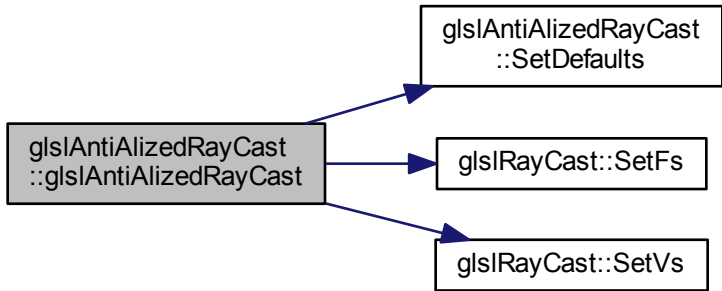 glslAntiAlizedRayCast
::SetDefaults
glslAntiAlizedRayCast
::glslAntiAlizedRayCast
glslRayCast::SetFs
glslRayCast::SetVs